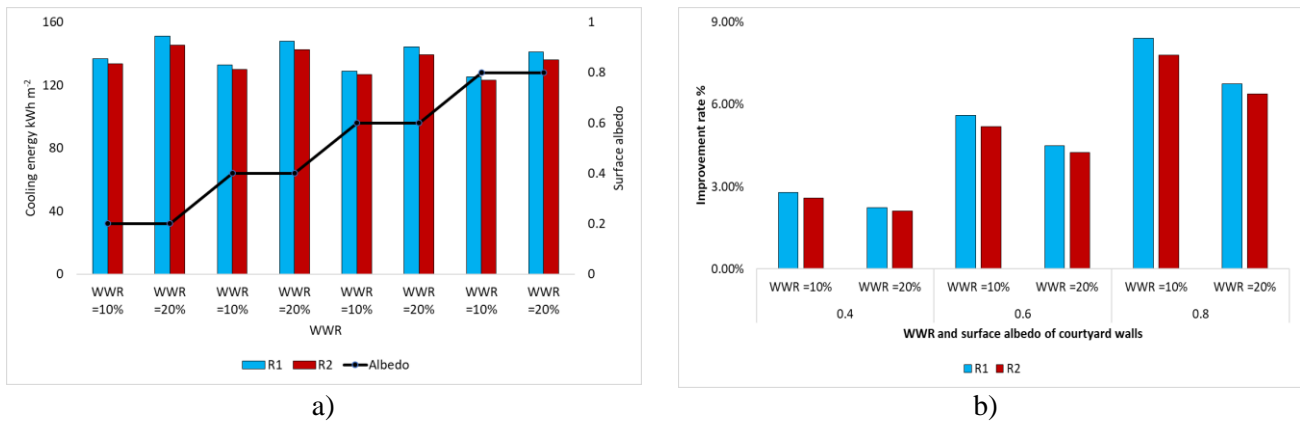 160
140
120
100
80
60
40
20
0
Cooling energy kWh m⁻²
1
0.8
0.6
0.4
0.2
0
Surface albedo
WWR WWR WWR WWR WWR WWR WWR WWR
=10% =20% =10% =20% =10% =20% =10% =20%
WWR
R1 R2 Albedo
a)
9.00%
6.00%
3.00%
0.00%
Improvement rate %
WWR =10% WWR =20% WWR =10% WWR =20% WWR =10% WWR =20%
0.4 0.6 0.8
WWR and surface albedo of courtyard walls
R1 R2
b)